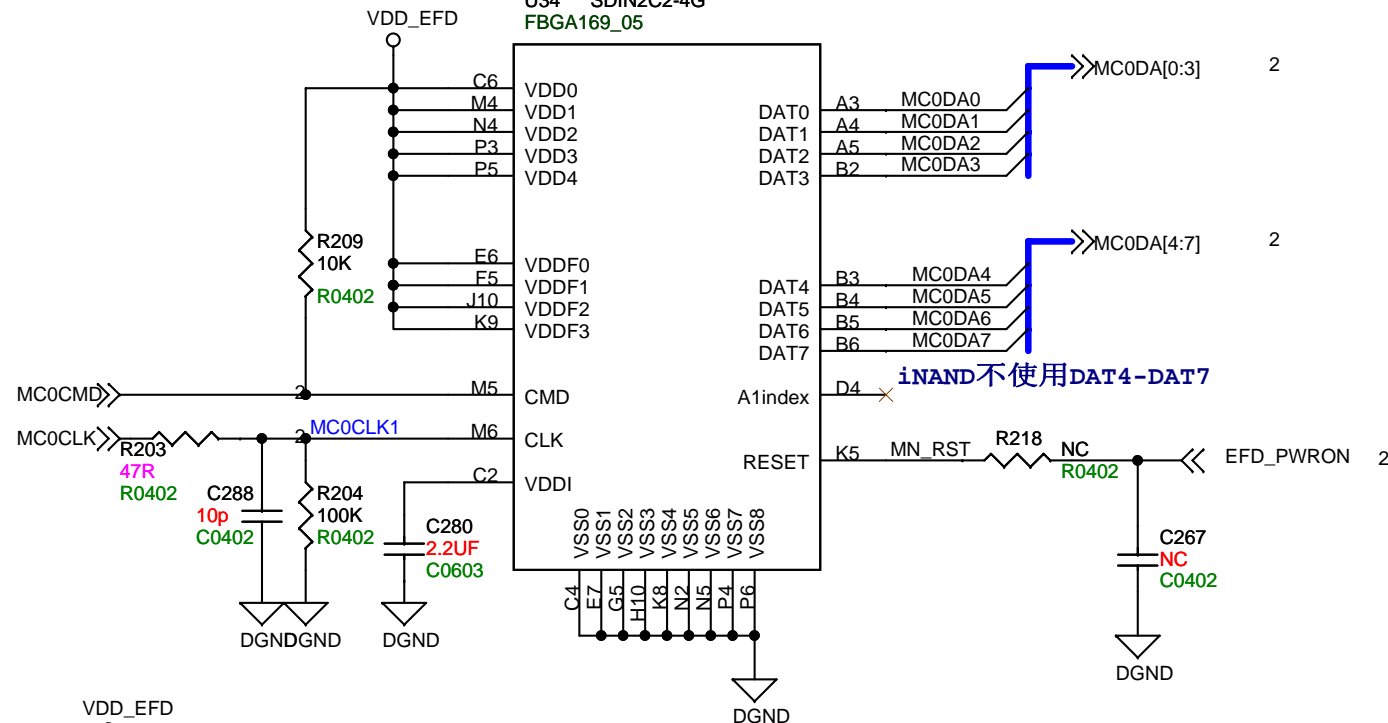 U34 SDIN2C2-4G
FBGA169_05
VDD_EFD
C6 VDD0
M4 VDD1
N4 VDD2
P3 VDD3
P5 VDD4
E6 VDDF0
F5 VDDF1
J10 VDDF2
K9 VDDF3
R209
10K
R0402
MC0CMD 2 M5 CMD
MC0CLK 2 MC0CLK1 M6 CLK
R203
47R
R0402
C288
10p
C0402
R204
100K
R0402
C2 VDDI
C280
2.2UF
C0603
DGND
DGND
DGND
DAT0 A3 MC0DA0
DAT1 A4 MC0DA1
DAT2 A5 MC0DA2
DAT3 B2 MC0DA3
MC0DA[0:3] 2
DAT4 B3 MC0DA4
DAT5 B4 MC0DA5
DAT6 B5 MC0DA6
DAT7 B6 MC0DA7
MC0DA[4:7] 2
iNAND不使用DAT4-DAT7
A1index D4
RESET K5 MN_RST R218 NC
R0402
EFD_PWRON 2
C267
NC
C0402
DGND
VSS0
VSS1
VSS2
VSS3
VSS4
VSS5
VSS6
VSS7
VSS8
C4
E7
G5
H10
K8
N2
N5
P4
P6
DGND
VDD_EFD